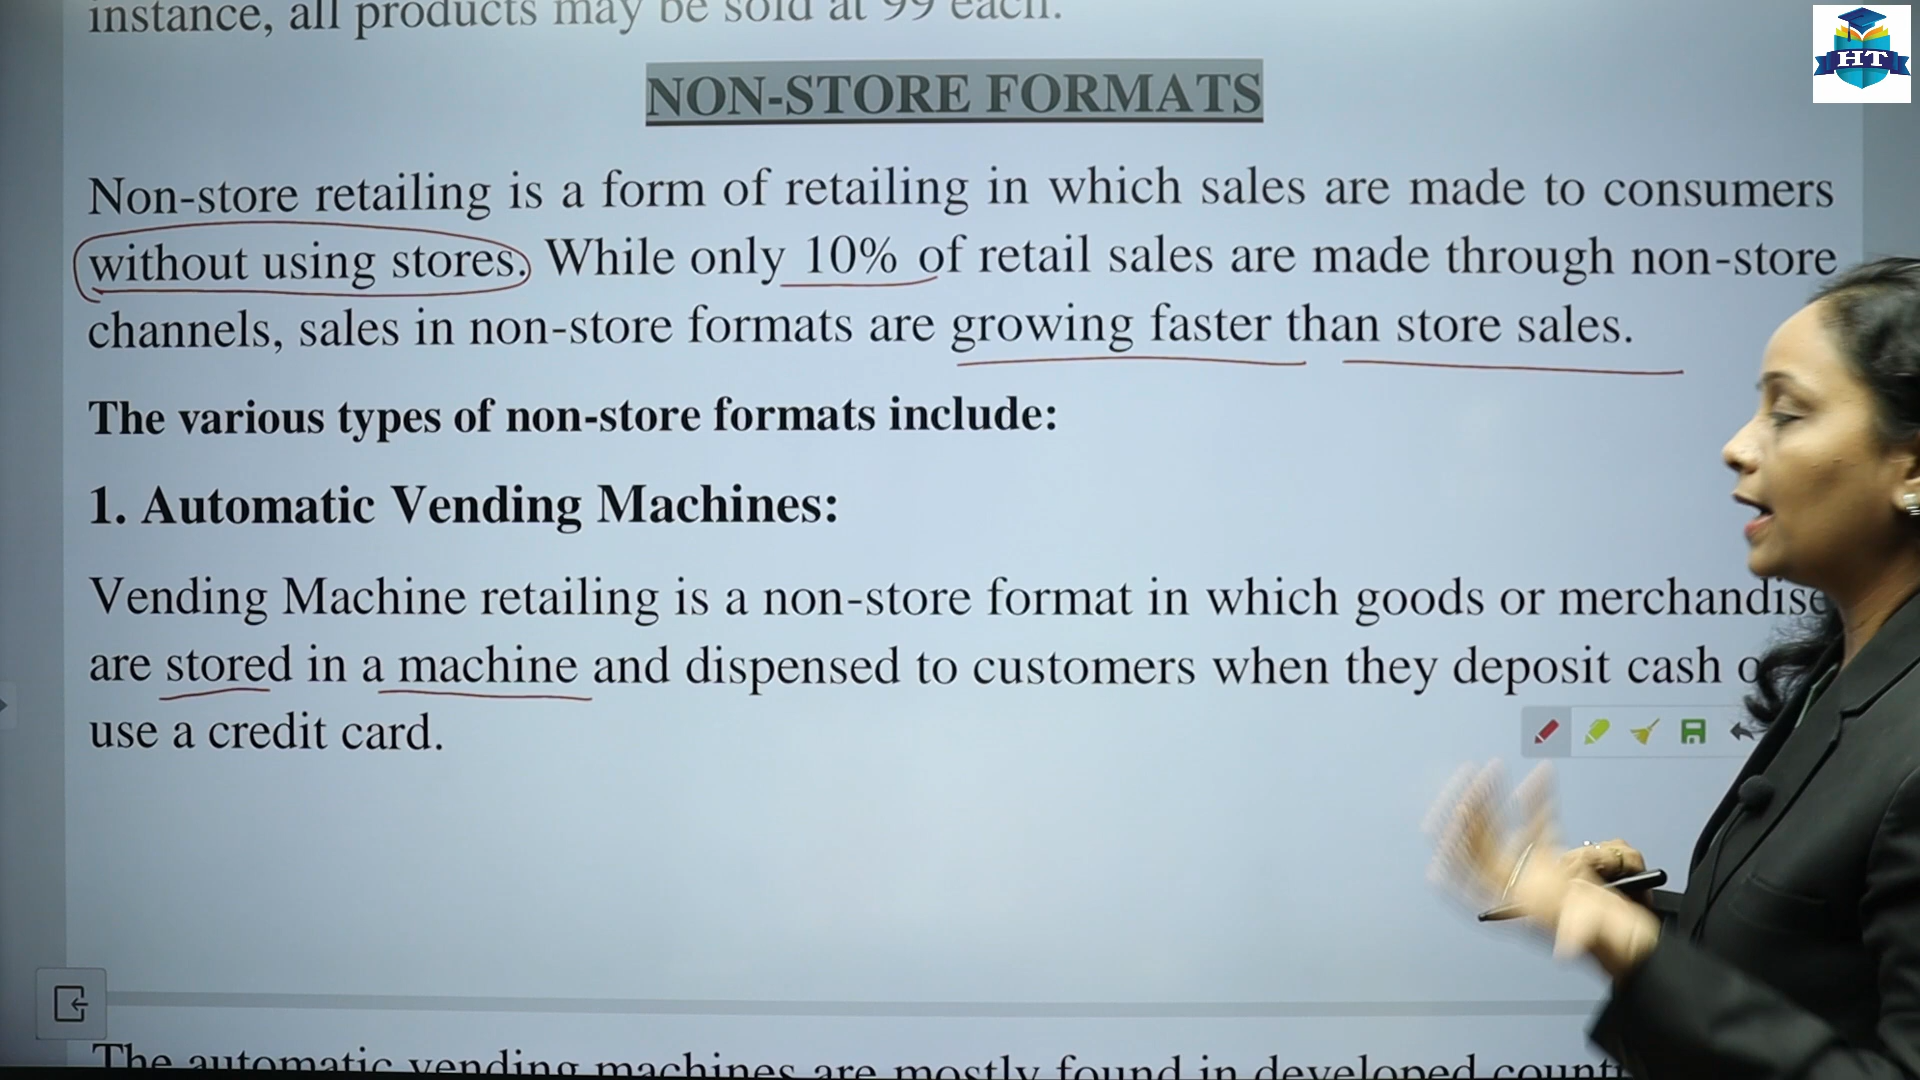 instance, all products may be sold at 99 each.
HT
NON-STORE FORMATS
Non-store retailing is a form of retailing in which sales are made to consumers
without using stores. While only 10% of retail sales are made through non-store
channels, sales in non-store formats are growing faster than store sales.
The various types of non-store formats include:
1. Automatic Vending Machines:
Vending Machine retailing is a non-store format in which goods or merchandise
are stored in a machine and dispensed to customers when they deposit cash
use a credit card.
The automatic vending machines are mostly found in developed